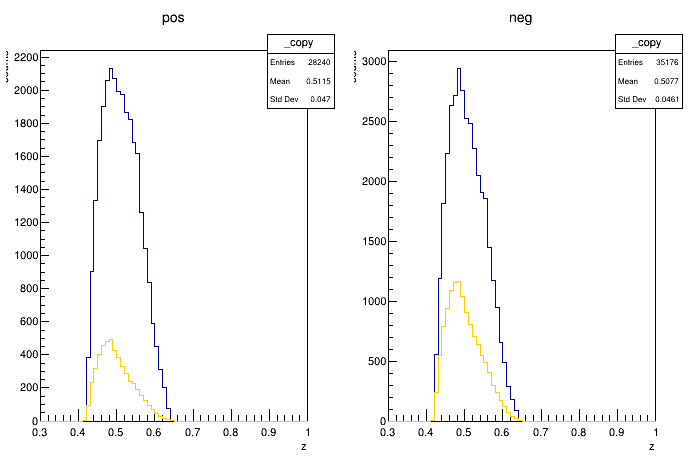 pos
_copy
Entries 28240
Mean 0.5115
Std Dev 0.047
2200
2000
1800
1600
1400
1200
1000
800
600
400
200
0
0.3 0.4 0.5 0.6 0.7 0.8 0.9 1
z
neg
_copy
Entries 35176
Mean 0.5077
Std Dev 0.0461
3000
2500
2000
1500
1000
500
0
0.3 0.4 0.5 0.6 0.7 0.8 0.9 1
z